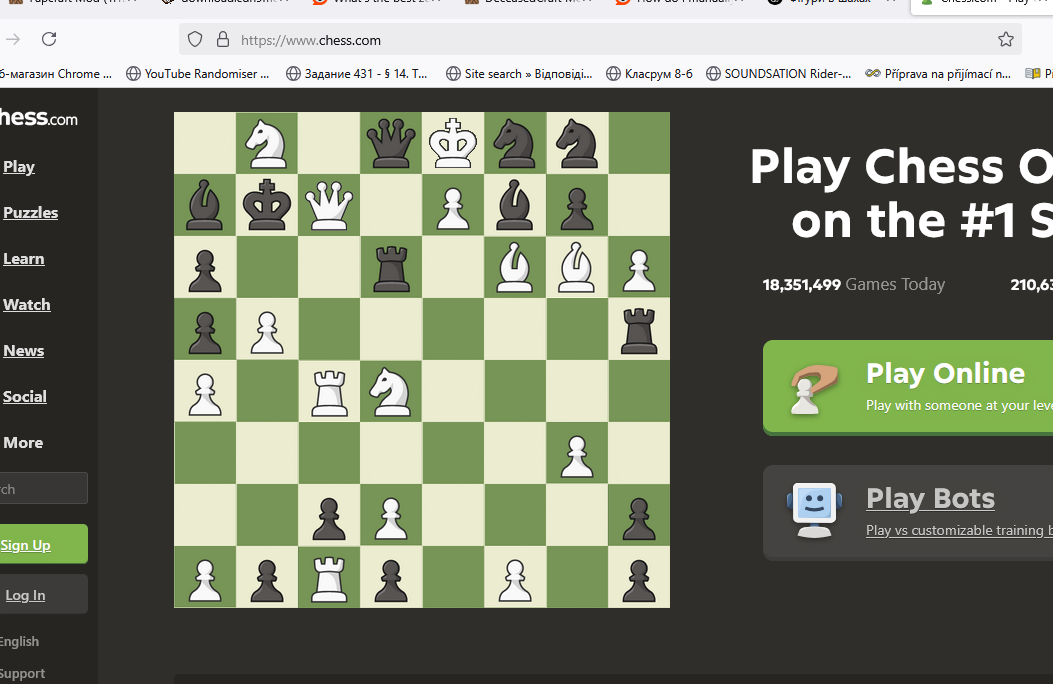 https://www.chess.com
б-магазин Chrome ...
YouTube Randomiser ...
Задание 431 - § 14. Т...
Site search » Відповіді...
Класрум 8-6
SOUNDSATION Rider-...
Příprava na přijímací n...
hess.com
Play
Puzzles
Learn
Watch
News
Social
More
rch
Sign Up
Log In
English
Support
Play Chess O
on the #1 S
18,351,499 Games Today
210,63
Play Online
Play with someone at your leve
Play Bots
Play vs customizable training b